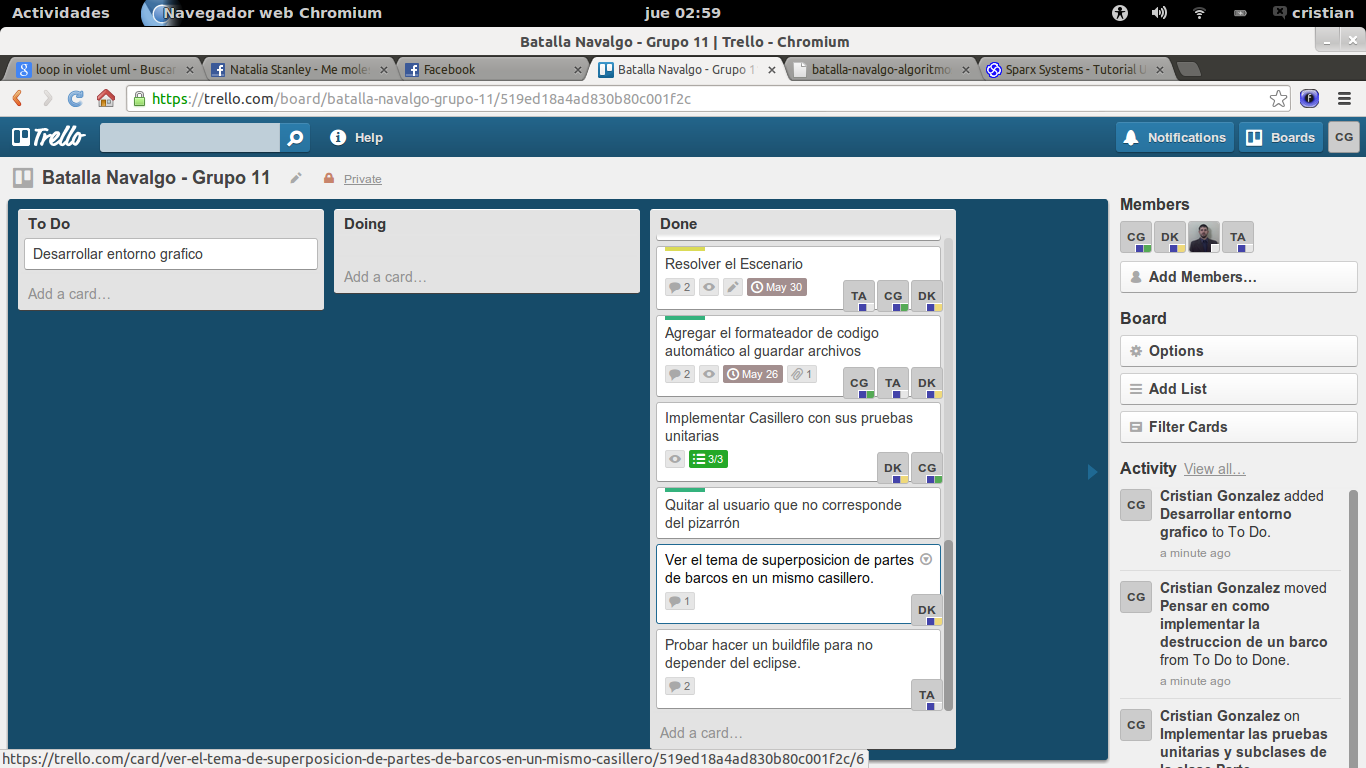 Actividades
Navegador web Chromium
jue 02:59
cristian
Batalla Navalgo - Grupo 11 | Trello - Chromium
loop in violet uml - Buscar
Natalia Stanley - Me moles
Facebook
Batalla Navalgo - Grupo 1
batalla-navalgo-algoritmo
Sparx Systems - Tutorial U
https://trello.com/board/batalla-navalgo-grupo-11/519ed18a4ad830b80c001f2c
Trello
Help
Notifications
Boards
CG
Batalla Navalgo - Grupo 11
Private
To Do
Desarrollar entorno grafico
Add a card…
Doing
Add a card…
Done
Resolver el Escenario
2
May 30
TA
CG
DK
Agregar el formateador de codigo
automático al guardar archivos
2
May 26
1
CG
TA
DK
Implementar Casillero con sus pruebas
unitarias
3/3
DK
CG
Quitar al usuario que no corresponde
del pizarrón
Ver el tema de superposicion de partes
de barcos en un mismo casillero.
1
DK
Probar hacer un buildfile para no
depender del eclipse.
2
TA
Add a card…
Members
CG
DK
TA
Add Members…
Board
Options
Add List
Filter Cards
Activity
View all…
CG
Cristian Gonzalez added
Desarrollar entorno
grafico to To Do.
a minute ago
CG
Cristian Gonzalez moved
Pensar en como
implementar la
destruccion de un barco
from To Do to Done.
a minute ago
CG
Cristian Gonzalez on
Implementar las pruebas
unitarias y subclases de
la clase Parte
https://trello.com/card/ver-el-tema-de-superposicion-de-partes-de-barcos-en-un-mismo-casillero/519ed18a4ad830b80c001f2c/6